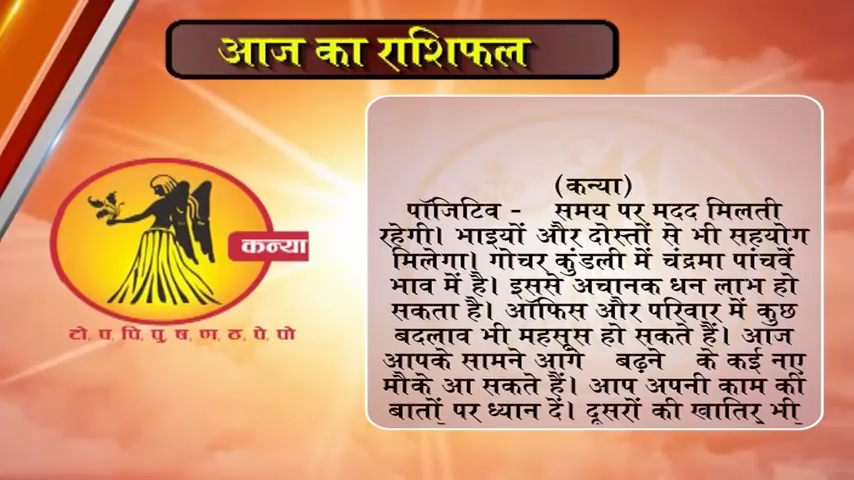 आज का राशिफल
कन्या
टो, प, पि, पु, ष, ण, ठ, पे, पो
(कन्या)
पॉजिटिव - समय पर मदद मिलती
रहेगी। भाइयों और दोस्तों से भी सहयोग
मिलेगा। गोचर कुंडली में चंद्रमा पांचवें
भाव में है। इससे अचानक धन लाभ हो
सकता है। ऑफिस और परिवार में कुछ
बदलाव भी महसूस हो सकते हैं। आज
आपके सामने आगे बढ़ने के कई नए
मौके आ सकते हैं। आप अपनी काम की
बातों पर ध्यान दें। दूसरों की खातिर भी